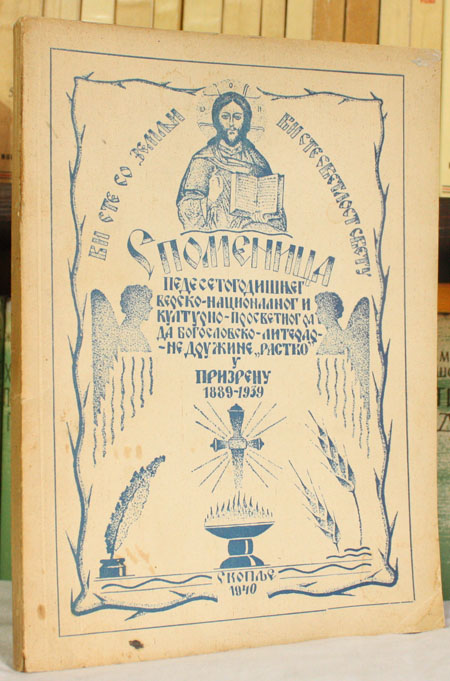 ВИ СТЕ СО ЗЕМЉИ
ВИ СТЕ СВЕТЛОСТ СВЕТУ
СПОМЕНИЦА
ПЕДЕСЕТОГОДИШЊЕГ
ВЕРСКО-НАЦИОНАЛНОГ И
КУЛТУРНО-ПРОСВЕТНОГ РА
ДА БОГОСЛОВСКО-ЛИТЕРАР-
-НЕ ДРУЖИНЕ „РАСТКО"
У
ПРИЗРЕНУ
1889-1939
СКОПЉЕ
1940